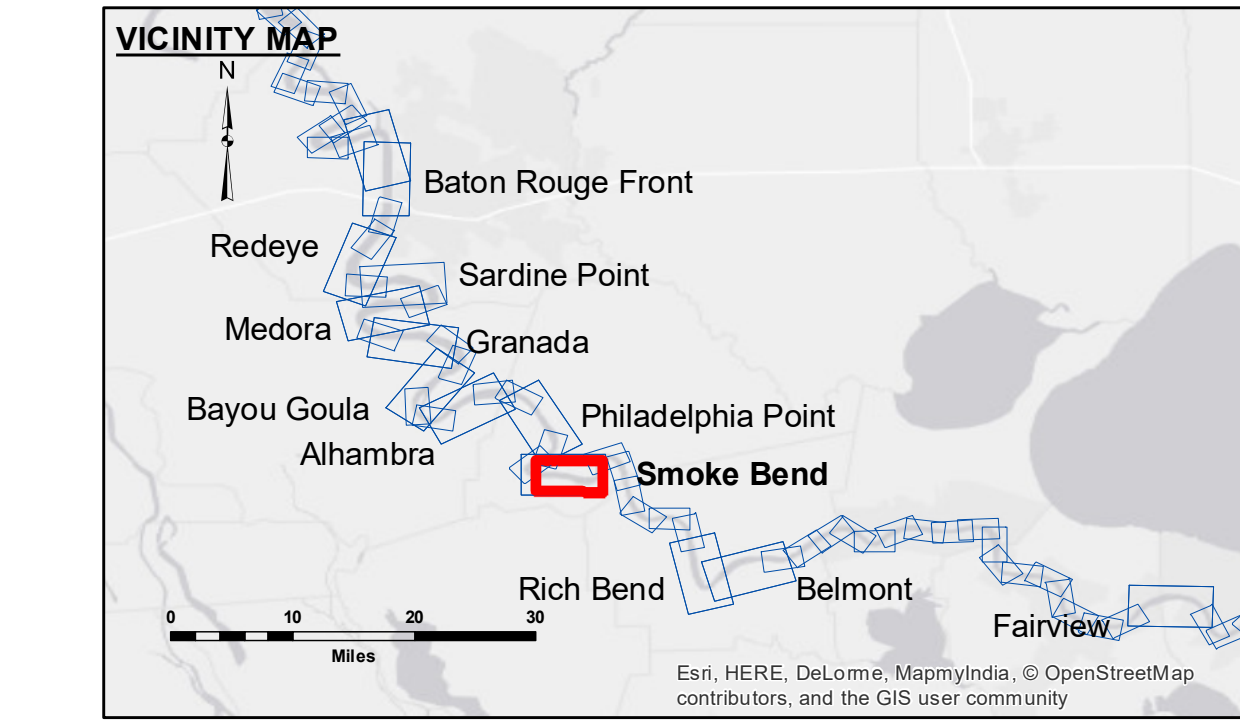 VICINITY MAP
N
Baton Rouge Front
Redeye
Sardine Point
Medora
Granada
Bayou Goula
Philadelphia Point
Alhambra
Smoke Bend
Rich Bend
Belmont
Fairview
0 10 20 30
Miles
Esri, HERE, DeLorme, MapmyIndia, © OpenStreetMap
contributors, and the GIS user community